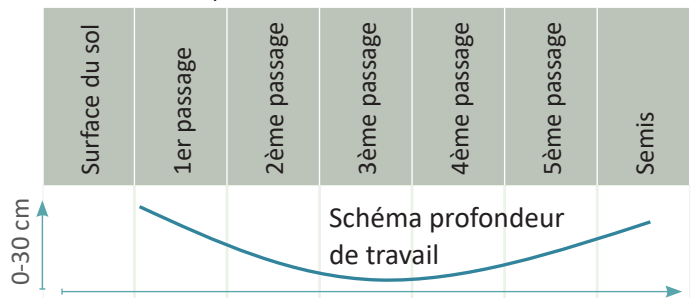 Surface du sol
1er passage
2ème passage
3ème passage
4ème passage
5ème passage
Semis
0-30 cm
Schéma profondeur
de travail